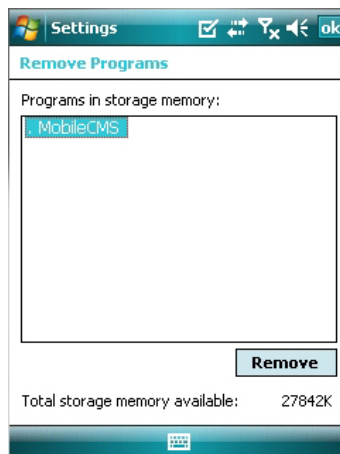 Settings
ok
Remove Programs
Programs in storage memory:
. MobileCMS
Remove
Total storage memory available: 27842K